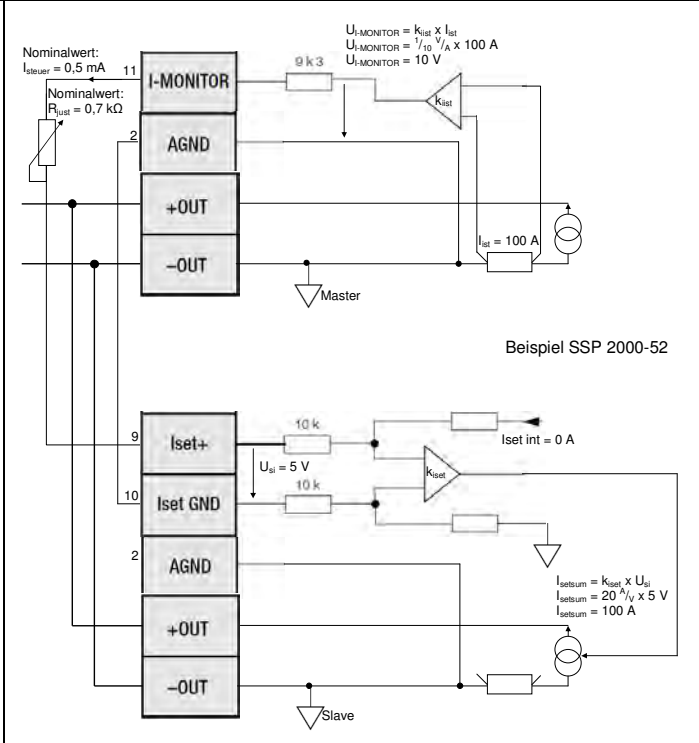 Nominalwert:
Isteuer = 0,5 mA
11
I-MONITOR
9 k 3
UI-MONITOR = kiist x Iist
UI-MONITOR = 1/10 V/A x 100 A
UI-MONITOR = 10 V
kiist
Nominalwert:
Rjust = 0,7 kΩ
2
AGND
+OUT
–OUT
Iist = 100 A
Master
Beispiel SSP 2000-52
9
Iset+
10 k
Iset int = 0 A
Usi = 5 V
kiset
10
Iset GND
10 k
2
AGND
Isetsum = kiset x Usi
Isetsum = 20 A/V x 5 V
Isetsum = 100 A
+OUT
–OUT
Slave